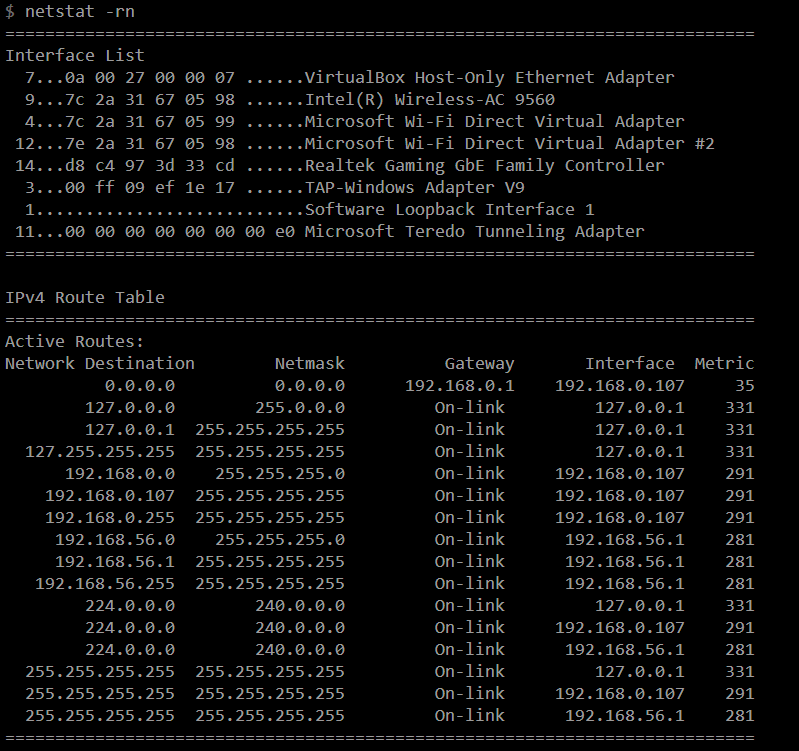 $ netstat -rn
===========================================================================
Interface List
  7...0a 00 27 00 00 07 ......VirtualBox Host-Only Ethernet Adapter
  9...7c 2a 31 67 05 98 ......Intel(R) Wireless-AC 9560
  4...7c 2a 31 67 05 99 ......Microsoft Wi-Fi Direct Virtual Adapter
 12...7e 2a 31 67 05 98 ......Microsoft Wi-Fi Direct Virtual Adapter #2
 14...d8 c4 97 3d 33 cd ......Realtek Gaming GbE Family Controller
  3...00 ff 09 ef 1e 17 ......TAP-Windows Adapter V9
  1...........................Software Loopback Interface 1
 11...00 00 00 00 00 00 00 e0 Microsoft Teredo Tunneling Adapter
===========================================================================

IPv4 Route Table
===========================================================================
Active Routes:
Network Destination        Netmask          Gateway       Interface  Metric
          0.0.0.0          0.0.0.0      192.168.0.1    192.168.0.107     35
        127.0.0.0        255.0.0.0         On-link         127.0.0.1    331
        127.0.0.1  255.255.255.255         On-link         127.0.0.1    331
  127.255.255.255  255.255.255.255         On-link         127.0.0.1    331
      192.168.0.0    255.255.255.0         On-link     192.168.0.107    291
    192.168.0.107  255.255.255.255         On-link     192.168.0.107    291
    192.168.0.255  255.255.255.255         On-link     192.168.0.107    291
     192.168.56.0    255.255.255.0         On-link      192.168.56.1    281
     192.168.56.1  255.255.255.255         On-link      192.168.56.1    281
   192.168.56.255  255.255.255.255         On-link      192.168.56.1    281
        224.0.0.0        240.0.0.0         On-link         127.0.0.1    331
        224.0.0.0        240.0.0.0         On-link     192.168.0.107    291
        224.0.0.0        240.0.0.0         On-link      192.168.56.1    281
  255.255.255.255  255.255.255.255         On-link         127.0.0.1    331
  255.255.255.255  255.255.255.255         On-link     192.168.0.107    291
  255.255.255.255  255.255.255.255         On-link      192.168.56.1    281
===========================================================================